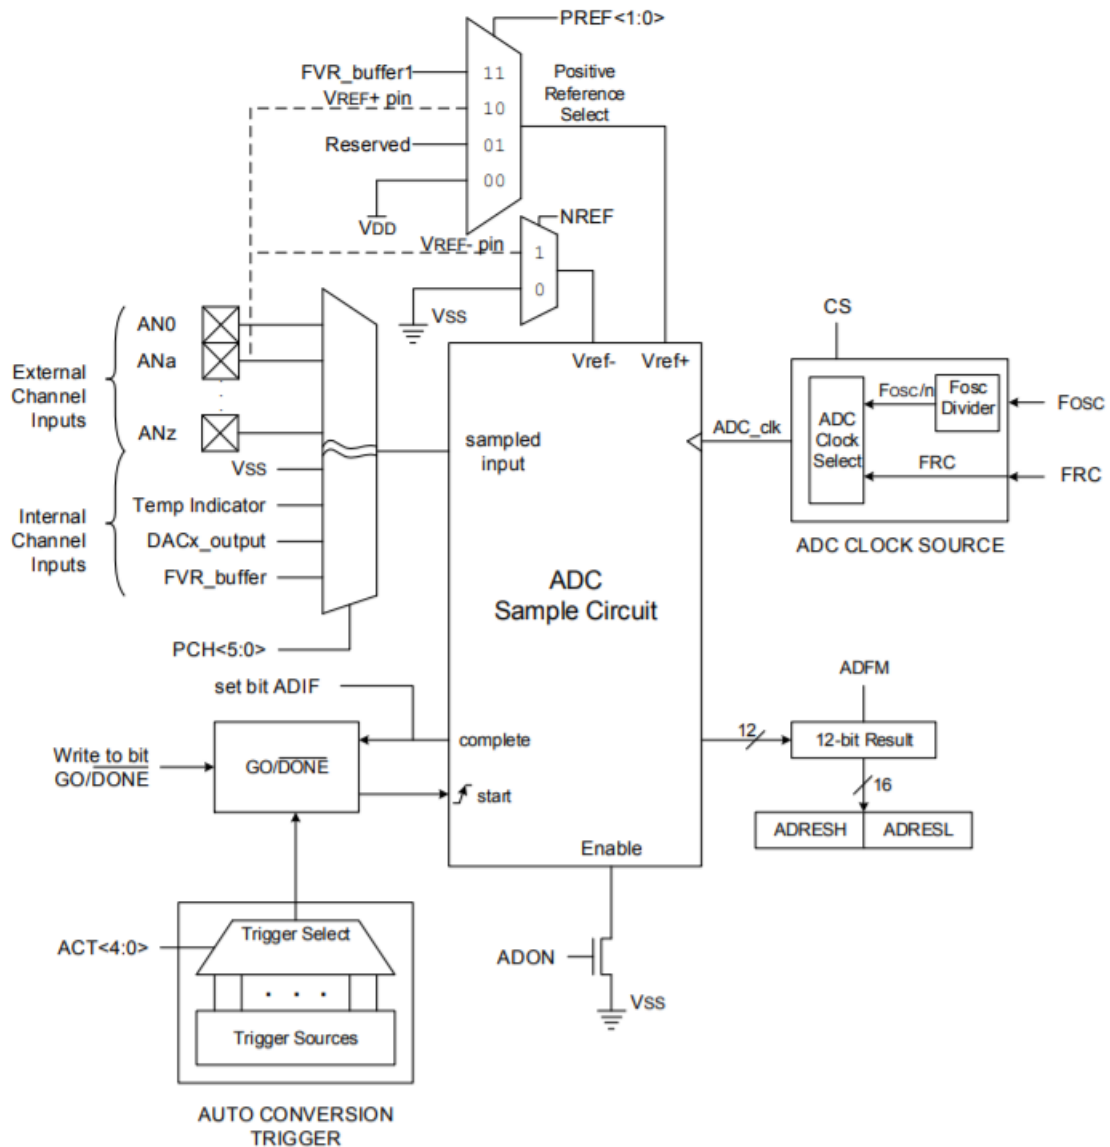 PREF<1:0>
FVR_buffer1
11
Positive
Reference
Select
VREF+ pin
10
Reserved
01
00
VDD
NREF
VREF- pin
1
0
VSS
External
Channel
Inputs
AN0
ANa
ANz
Internal
Channel
Inputs
VSS
Temp Indicator
DACx_output
FVR_buffer
PCH<5:0>
Vref- Vref+
sampled
input
ADC
Sample Circuit
complete
start
Enable
CS
ADC_clk
ADC
Clock
Select
Fosc/n
Fosc
Divider
FOSC
FRC
FRC
ADC CLOCK SOURCE
set bit ADIF
Write to bit
GO/DONE
GO/DONE
ADFM
12
12-bit Result
16
ADRESH ADRESL
ACT<4:0>
Trigger Select
. . .
Trigger Sources
AUTO CONVERSION
TRIGGER
ADON
VSS